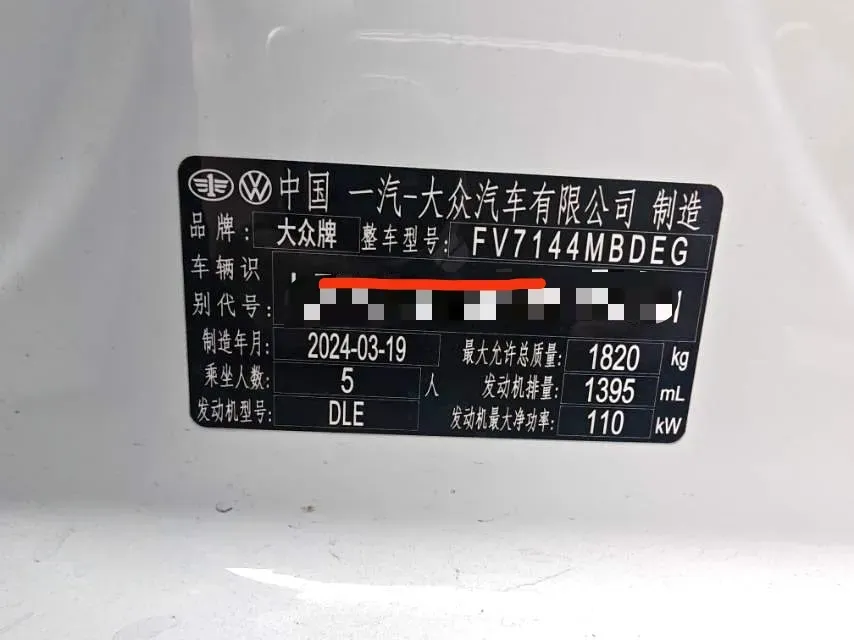 中国 一汽-大众汽车有限公司 制造
品牌: 大众牌 整车型号: FV7144MBDEG
车辆识
别代号:
制造年月: 2024-03-19 最大允许总质量: 1820 kg
乘坐人数: 5 人 发动机排量: 1395 mL
发动机型号: DLE 发动机最大净功率: 110 kW